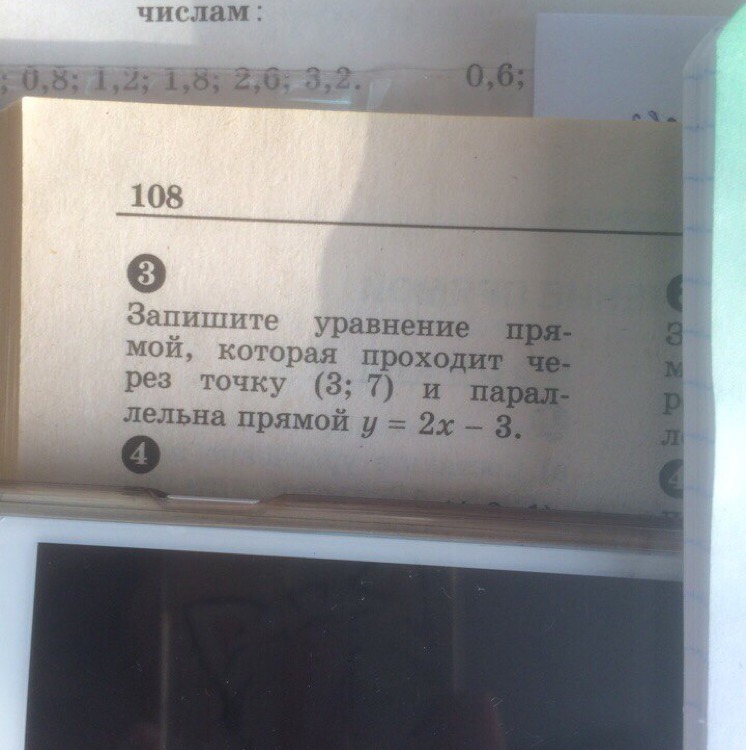 числам:
; 0,8; 1,2; 1,8; 2,6; 3,2. 0,6;
108
3
Запишите уравнение пря-
мой, которая проходит че-
рез точку (3; 7) и парал-
лельна прямой y = 2x – 3.
4
З
м
р
л
4